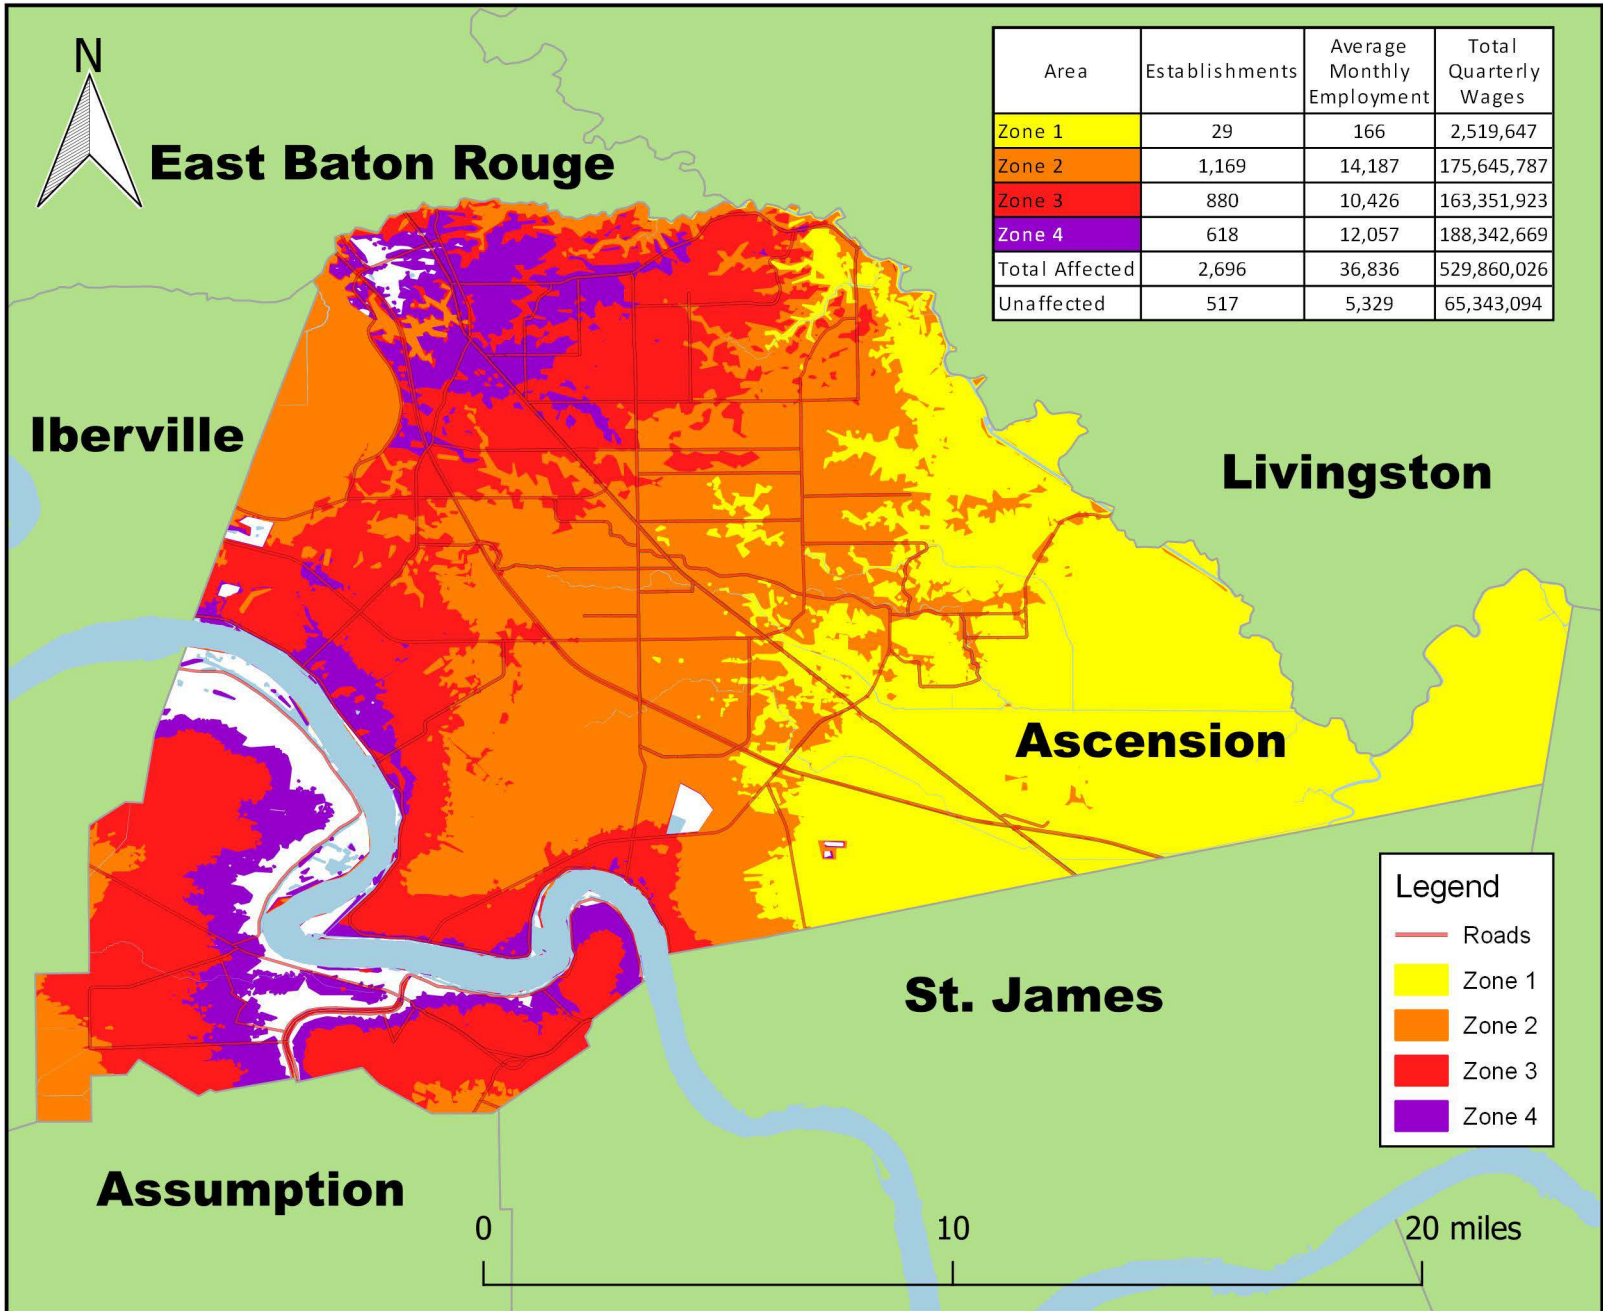 N
East Baton Rouge
Iberville
Livingston
Ascension
St. James
Assumption
Area Establishments Average Monthly Employment Total Quarterly Wages
Zone 1 29 166 2,519,647
Zone 2 1,169 14,187 175,645,787
Zone 3 880 10,426 163,351,923
Zone 4 618 12,057 188,342,669
Total Affected 2,696 36,836 529,860,026
Unaffected 517 5,329 65,343,094
Legend
Roads
Zone 1
Zone 2
Zone 3
Zone 4
0 10 20 miles